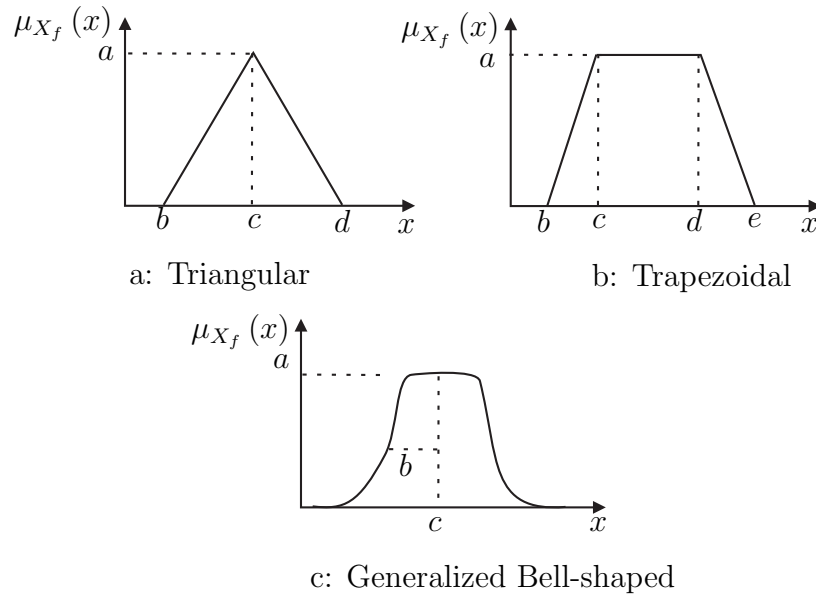 μ_{X_f} (x)
a
b
c
d
x
a: Triangular
μ_{X_f} (x)
a
b
c
d
e
x
b: Trapezoidal
μ_{X_f} (x)
a
b
c
x
c: Generalized Bell-shaped